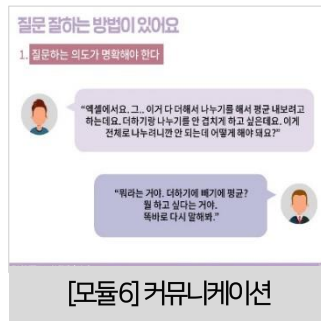 질문 잘하는 방법이 있어요
1. 질문하는 의도가 명확해야 한다
"엑셀에서요. 그.. 이거 다 더해서 나누기를 해서 평균 내보려고
하는데요. 더하기랑 나누기를 안 겹치게 하고 싶은데요. 이게
전체로 나누려니깐 안 되는데 어떻게 해야 돼요?"
"뭐라는 거야. 더하기에 빼기에 평균?
뭘 하고 싶다는 거야.
똑바로 다시 말해봐."
[모듈6] 커뮤니케이션